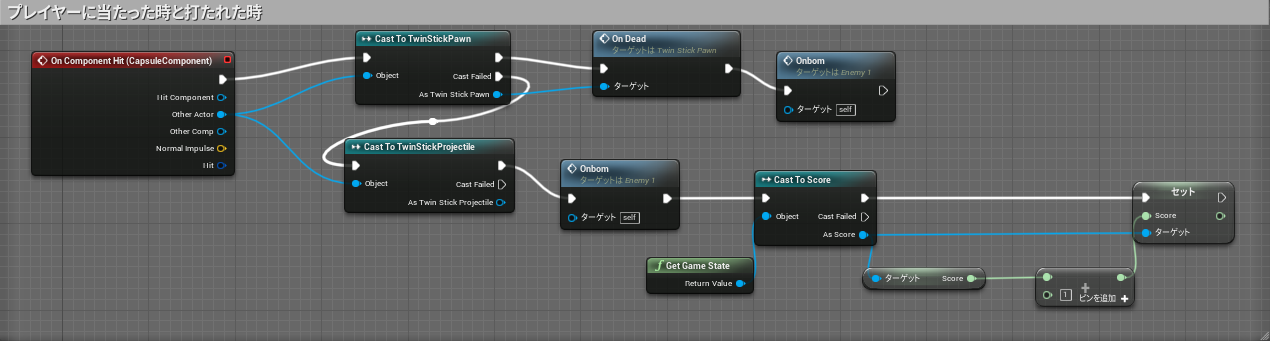 プレイヤーに当たった時と打たれた時
On Component Hit (CapsuleComponent)
Hit Component
Other Actor
Other Comp
Normal Impulse
Hit
Cast To TwinStickPawn
Object
Cast Failed
As Twin Stick Pawn
On Dead
ターゲットは Twin Stick Pawn
ターゲット
Onbom
ターゲットは Enemy 1
ターゲット self
Cast To TwinStickProjectile
Object
Cast Failed
As Twin Stick Projectile
Onbom
ターゲットは Enemy 1
ターゲット self
Cast To Score
Object
Cast Failed
As Score
f Get Game State
Return Value
ターゲット Score
1
ピンを追加 +
セット
Score
ターゲット